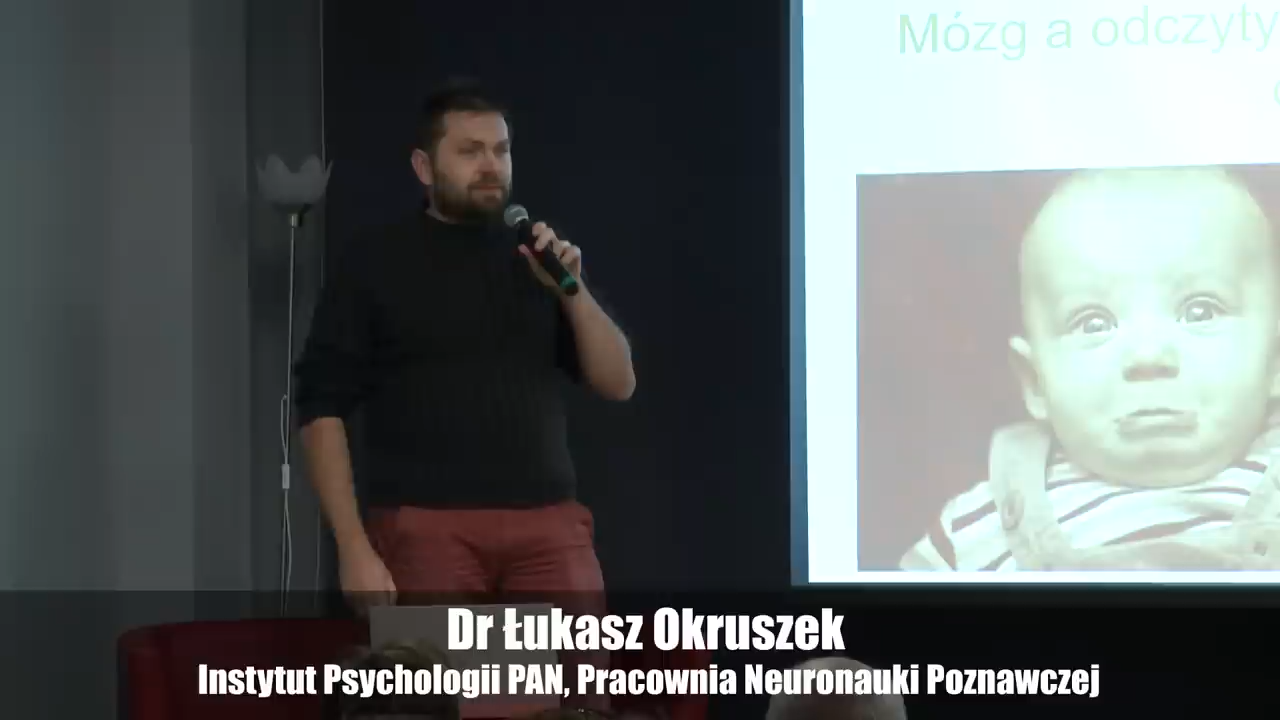 Mózg a odczyty
Dr Łukasz Okruszek
Instytut Psychologii PAN, Pracownia Neuronauki Poznawczej